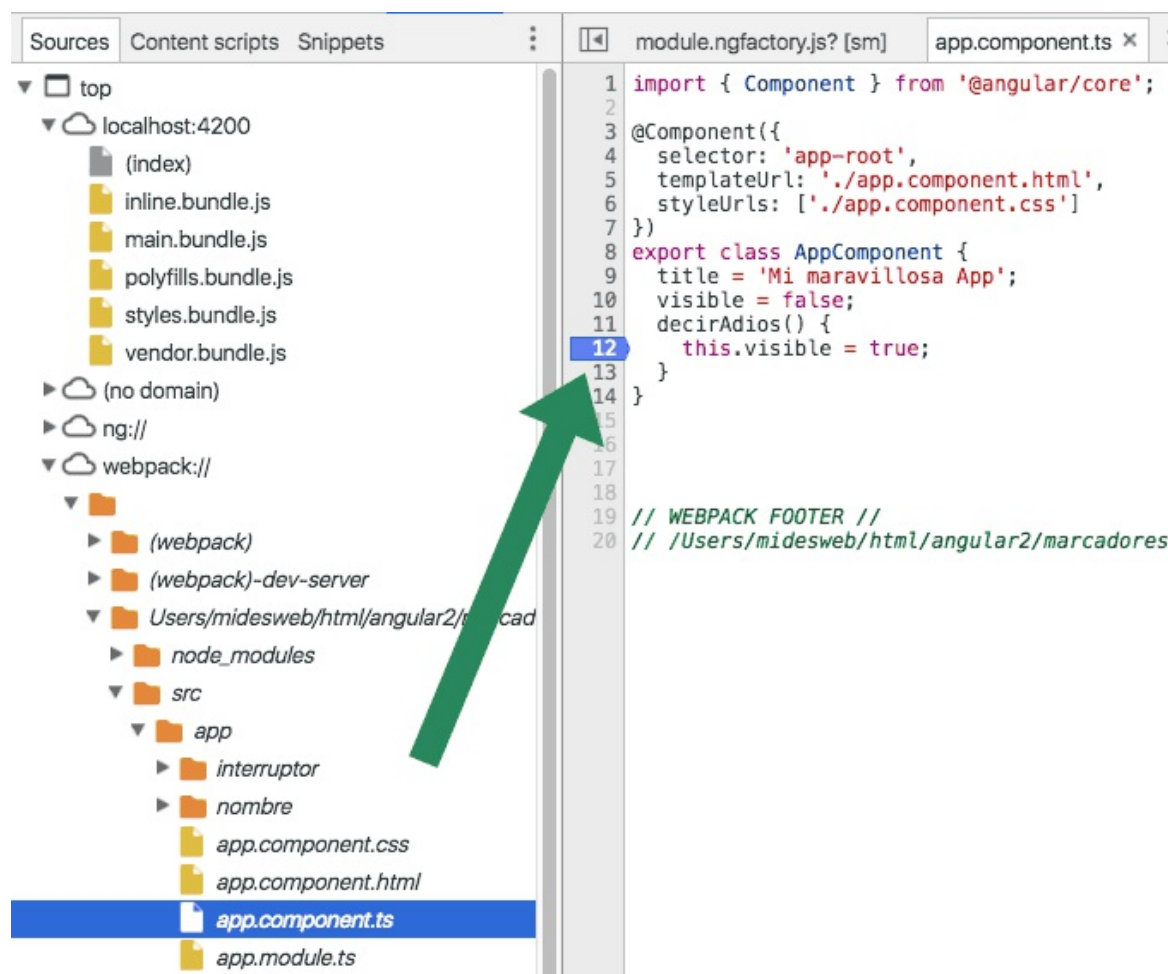 Sources Content scripts Snippets
top
localhost:4200
(index)
inline.bundle.js
main.bundle.js
polyfills.bundle.js
styles.bundle.js
vendor.bundle.js
(no domain)
ng://
webpack://
(webpack)
(webpack)-dev-server
Users/midesweb/html/angular2/ cad
node_modules
src
app
interruptor
nombre
app.component.css
app.component.html
app.component.ts
app.module.ts
module.ngfactory.js? [sm] app.component.ts ×
1 import { Component } from '@angular/core';
2
3 @Component({
4 selector: 'app-root',
5 templateUrl: './app.component.html',
6 styleUrls: ['./app.component.css']
7 })
8 export class AppComponent {
9 title = 'Mi maravillosa App';
10 visible = false;
11 decirAdios() {
12 this.visible = true;
13 }
14 }
15
16
17
18
19 // WEBPACK FOOTER //
20 // /Users/midesweb/html/angular2/marcadores